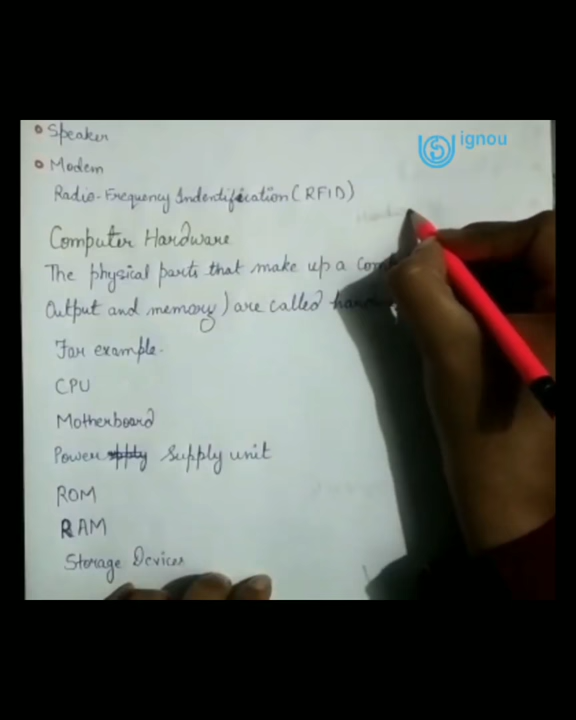 Speaker
ignou
Modem
Radio-Frequency Indentification (RFID)
Computer Hardware
The physical parts that make up a
Output and memory) are called
For example.
CPU
Motherboard
Power Supply unit
ROM
RAM
Storage Devices